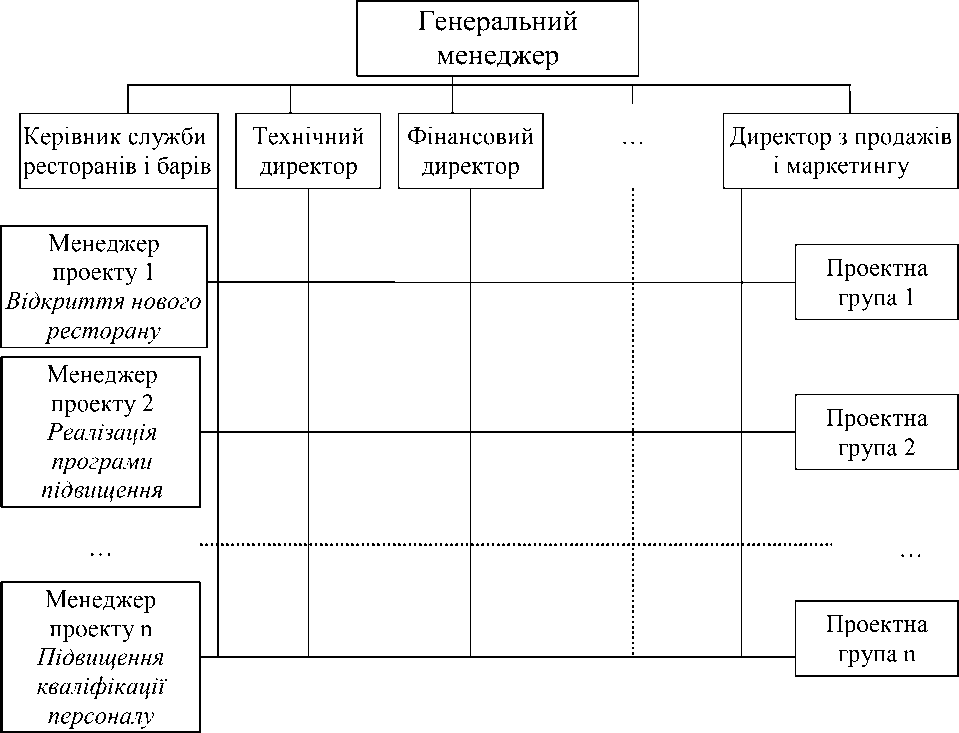 Генеральний
менеджер
Керівник служби
ресторанів і барів
Технічний
директор
Фінансовий
директор
…
Директор з продажів
і маркетингу
Менеджер
проекту 1
Відкриття нового
ресторану
Проектна
група 1
Менеджер
проекту 2
Реалізація
програми
підвищення
Проектна
група 2
…
…
Менеджер
проекту n
Підвищення
кваліфікації
персоналу
Проектна
група n